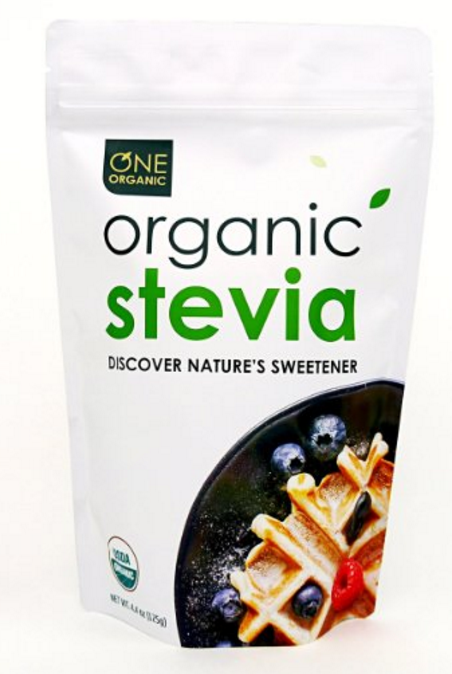 ONE
ORGANIC
organic
stevia
DISCOVER NATURE'S SWEETENER
USDA
ORGANIC
NET WT. 4.4 oz (125g)